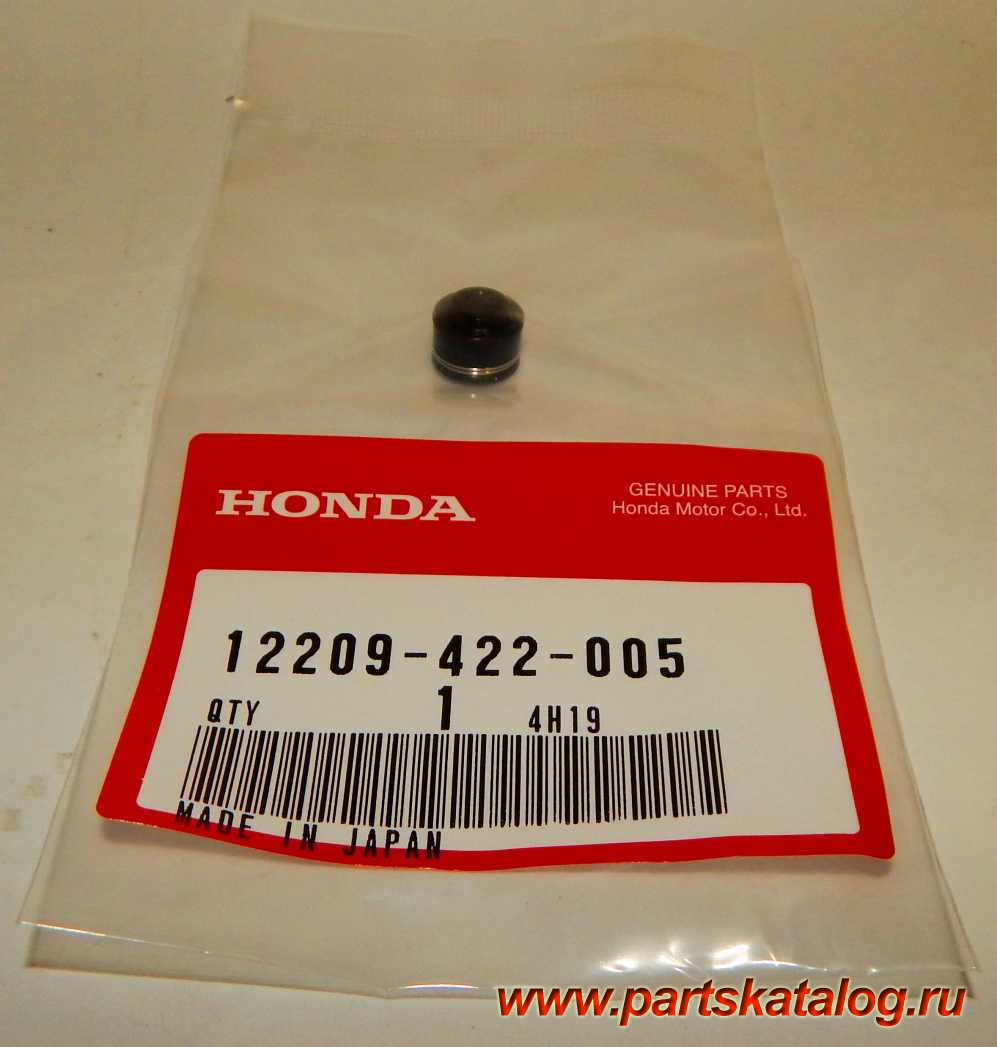 HONDA
GENUINE PARTS
Honda Motor Co., Ltd.
12209-422-005
QTY 1 4H19
MADE IN JAPAN
www.partskatalog.ru